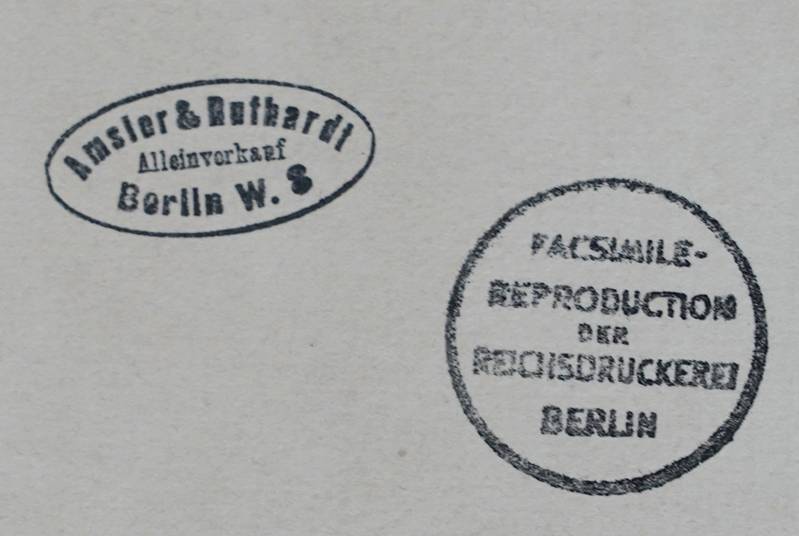 Amsler & Ruthardt
Alleinverkauf
Berlin W. 8
FACSIMILE-
REPRODUCTION
DER
REICHSDRUCKEREI
BERLIN